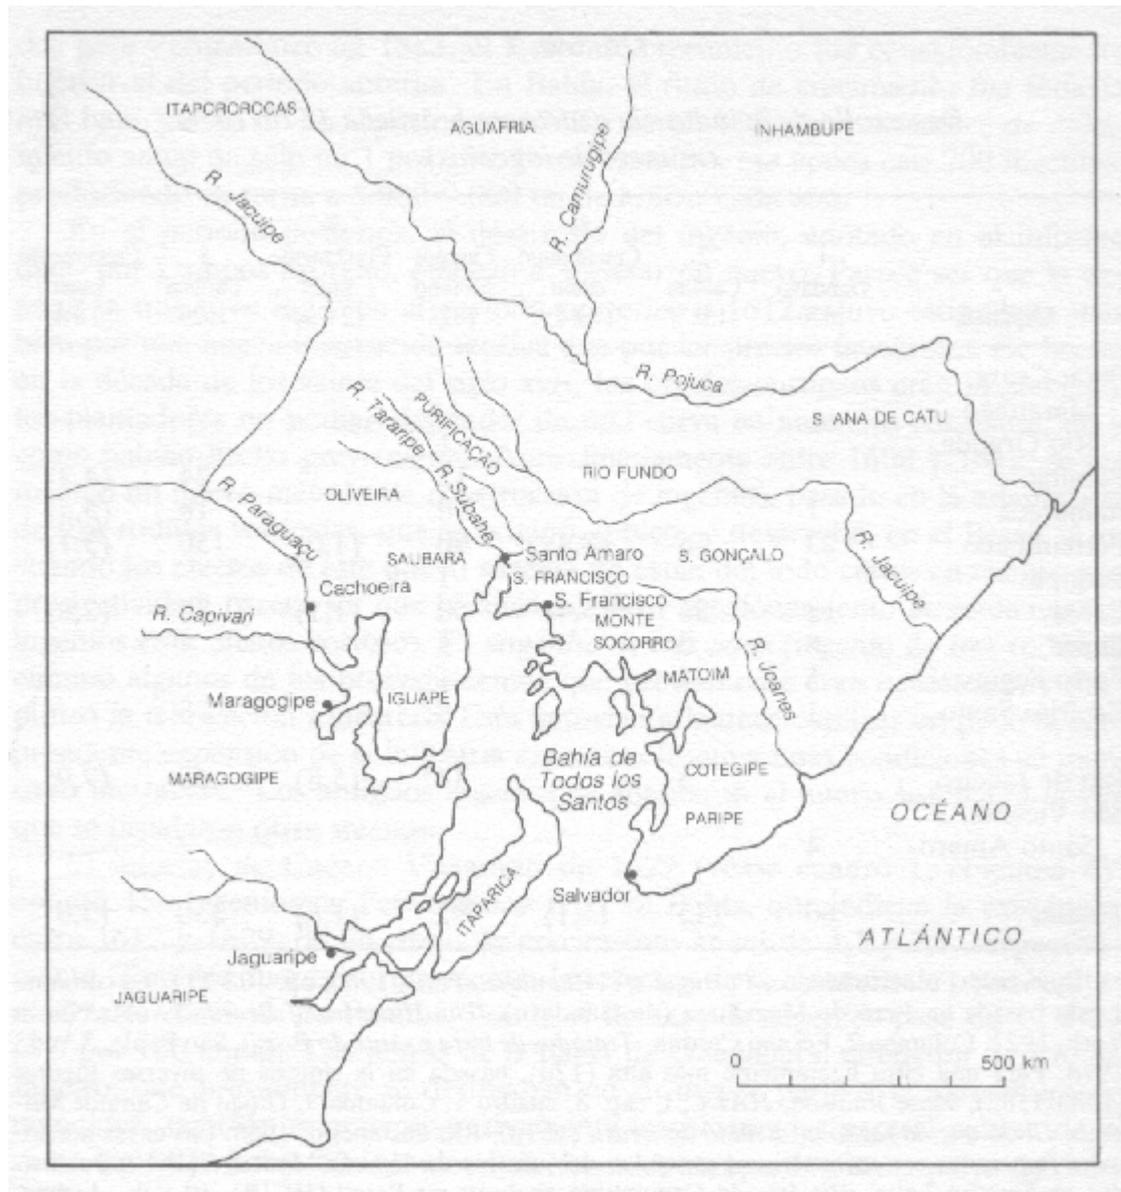 ITAPOROROCAS
AGUAFRIA
INHAMBUPE
R. Jacuipe
R. Camurugipe
R. Pojuca
S. ANA DE CATU
PURIFICAÇÃO
R. Tararipe
R. Subahe
RIO FUNDO
OLIVEIRA
R. Paraguaçu
SAUBARA
Santo Amaro
S. GONÇALO
R. Jacuipe
S. FRANCISCO
Cachoeira
S. Francisco
R. Capivari
MONTE
SOCORRO
R. Joanes
MATOIM
IGUAPE
Maragogipe
Bahía de
Todos los
Santos
COTEGIPE
MARAGOGIPE
PARIPE
OCÉANO
Salvador
ITAPARICA
ATLÁNTICO
Jaguaripe
JAGUARIPE
0 500 km